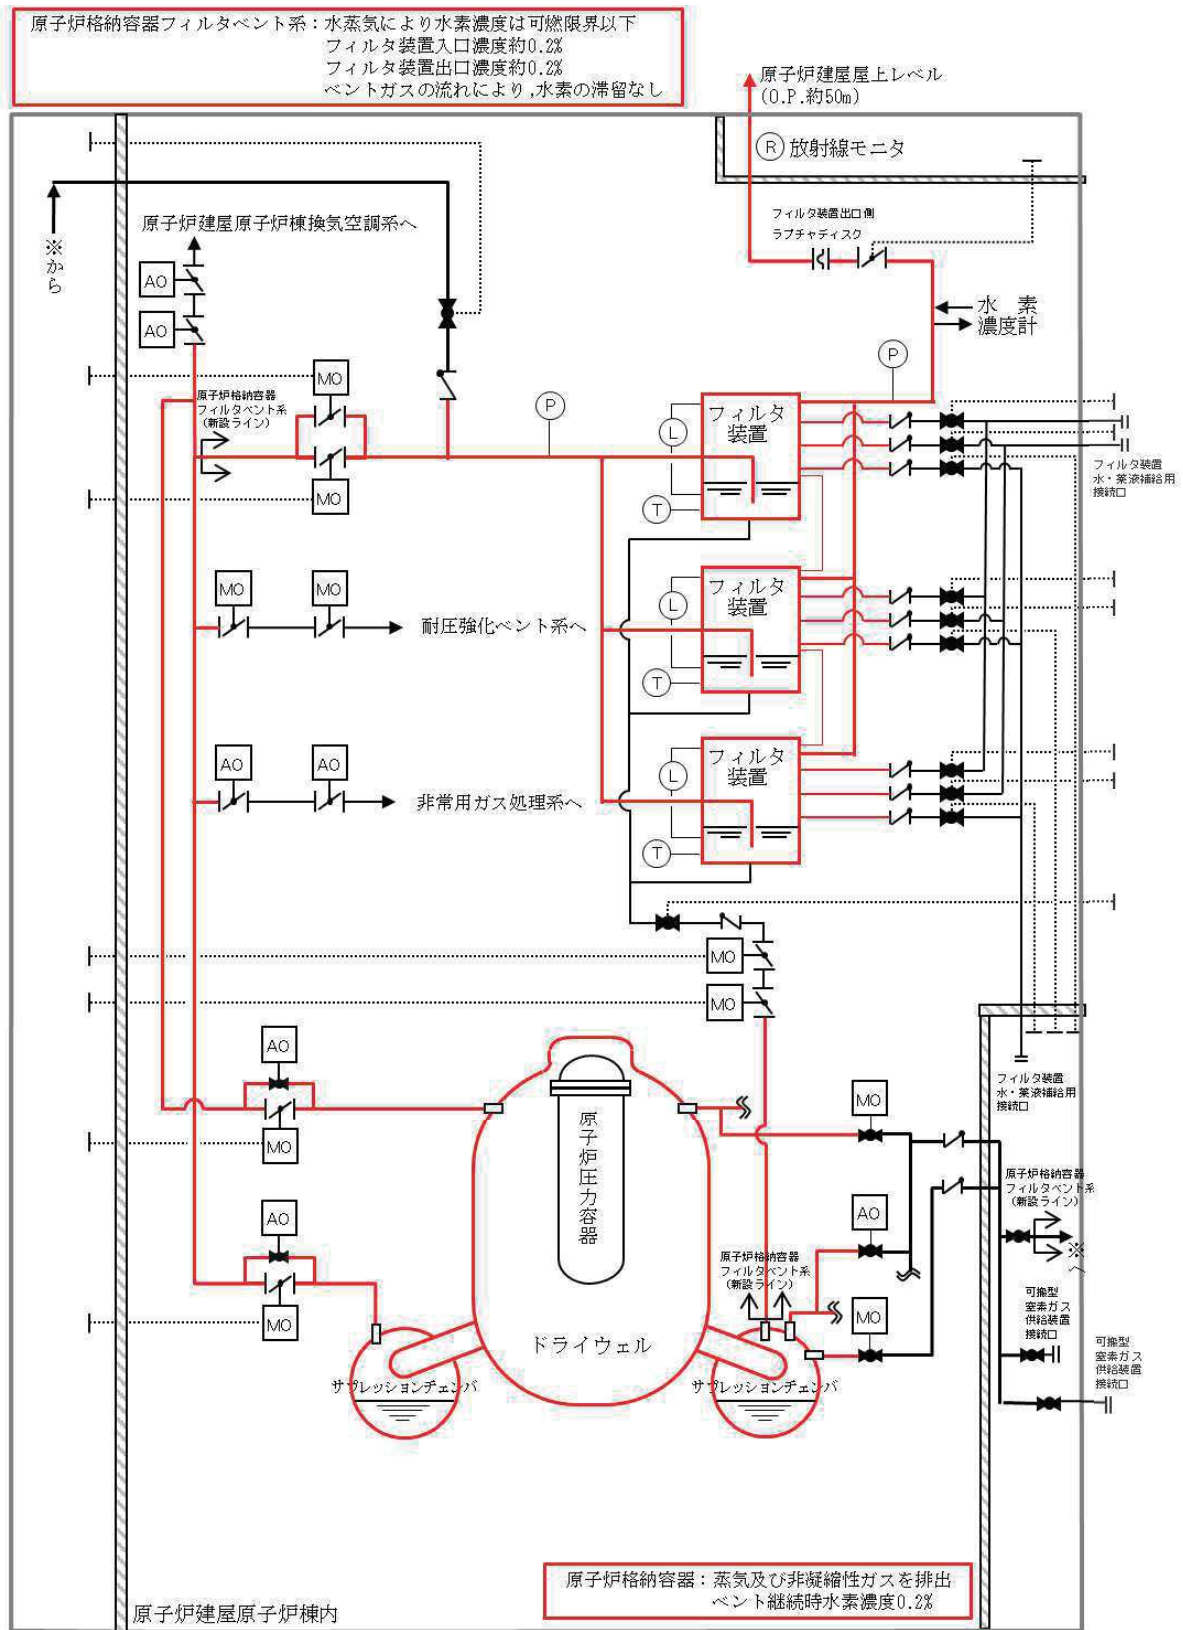 原子炉格納容器フィルタベント系：水蒸気により水素濃度は可燃限界以下
フィルタ装置入口濃度約0.2%
フィルタ装置出口濃度約0.2%
ベントガスの流れにより,水素の滞留なし
原子炉建屋屋上レベル
(O.P.約50m)
R 放射線モニタ
フィルタ装置出口側
ラプチャディスク
原子炉建屋原子炉棟換気空調系へ
※から
AO
AO
水 素
濃度計
P
P
MO
原子炉格納容器
フィルタベント系
(新設ライン)
MO
フィルタ
装置
L
T
フィルタ装置
水・薬液補給用
接続口
MO
MO
耐圧強化ベント系へ
フィルタ
装置
L
T
AO
AO
非常用ガス処理系へ
フィルタ
装置
L
T
MO
MO
AO
MO
原子炉圧力容器
フィルタ装置
水・薬液補給用
接続口
MO
AO
MO
AO
原子炉格納容器
フィルタベント系
(新設ライン)
※へ
原子炉格納容器
フィルタベント系
(新設ライン)
MO
可搬型
窒素ガス
供給装置
接続口
可搬型
窒素ガス
供給装置
接続口
ドライウェル
サプレッションチェンバ
サプレッションチェンバ
原子炉格納容器：蒸気及び非凝縮性ガスを排出
ベント継続時水素濃度0.2%
原子炉建屋原子炉棟内